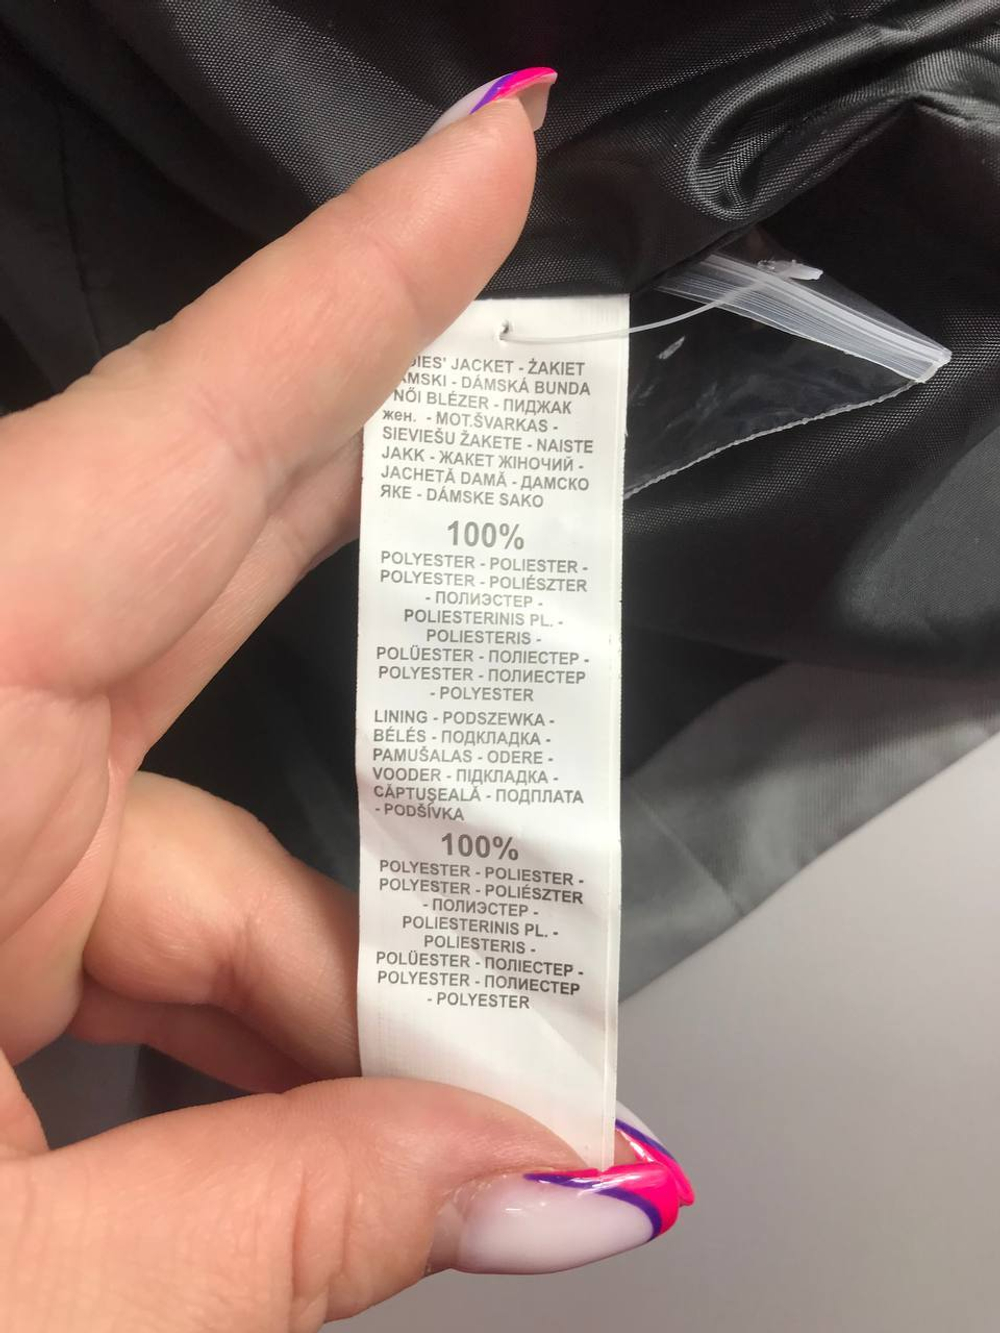 JACKET - ŻAKIET
DÁMSKÁ BUNDA
NŐI BLÉZER - ПИДЖАК
жен. - MOT.ŠVARKAS -
SIEVIEŠU ŽAKETE - NAISTE
JAKK - ЖАКЕТ ЖІНОЧИЙ -
JACHETĂ DAMĂ - ДАМСКО
ЯКЕ - DÁMSKE SAKO
100%
POLYESTER - POLIESTER -
POLYESTER - POLIÉSZTER
- ПОЛИЭСТЕР -
POLIESTERINIS PL. -
POLIESTERIS -
POLÜESTER - ПОЛІЕСТЕР -
POLYESTER - ПОЛИЕСТЕР
- POLYESTER
LINING - PODSZEWKA -
BÉLÉS - ПОДКЛАДКА -
PAMUŠALAS - ODERE -
VOODER - ПІДКЛАДКА -
CĂPTUȘEALĂ - ПОДПЛАТА
- PODŠÍVKA
100%
POLYESTER - POLIESTER -
POLYESTER - POLIÉSZTER
- ПОЛИЭСТЕР -
POLIESTERINIS PL. -
POLIESTERIS -
POLÜESTER - ПОЛІЕСТЕР -
POLYESTER - ПОЛИЕСТЕР
- POLYESTER